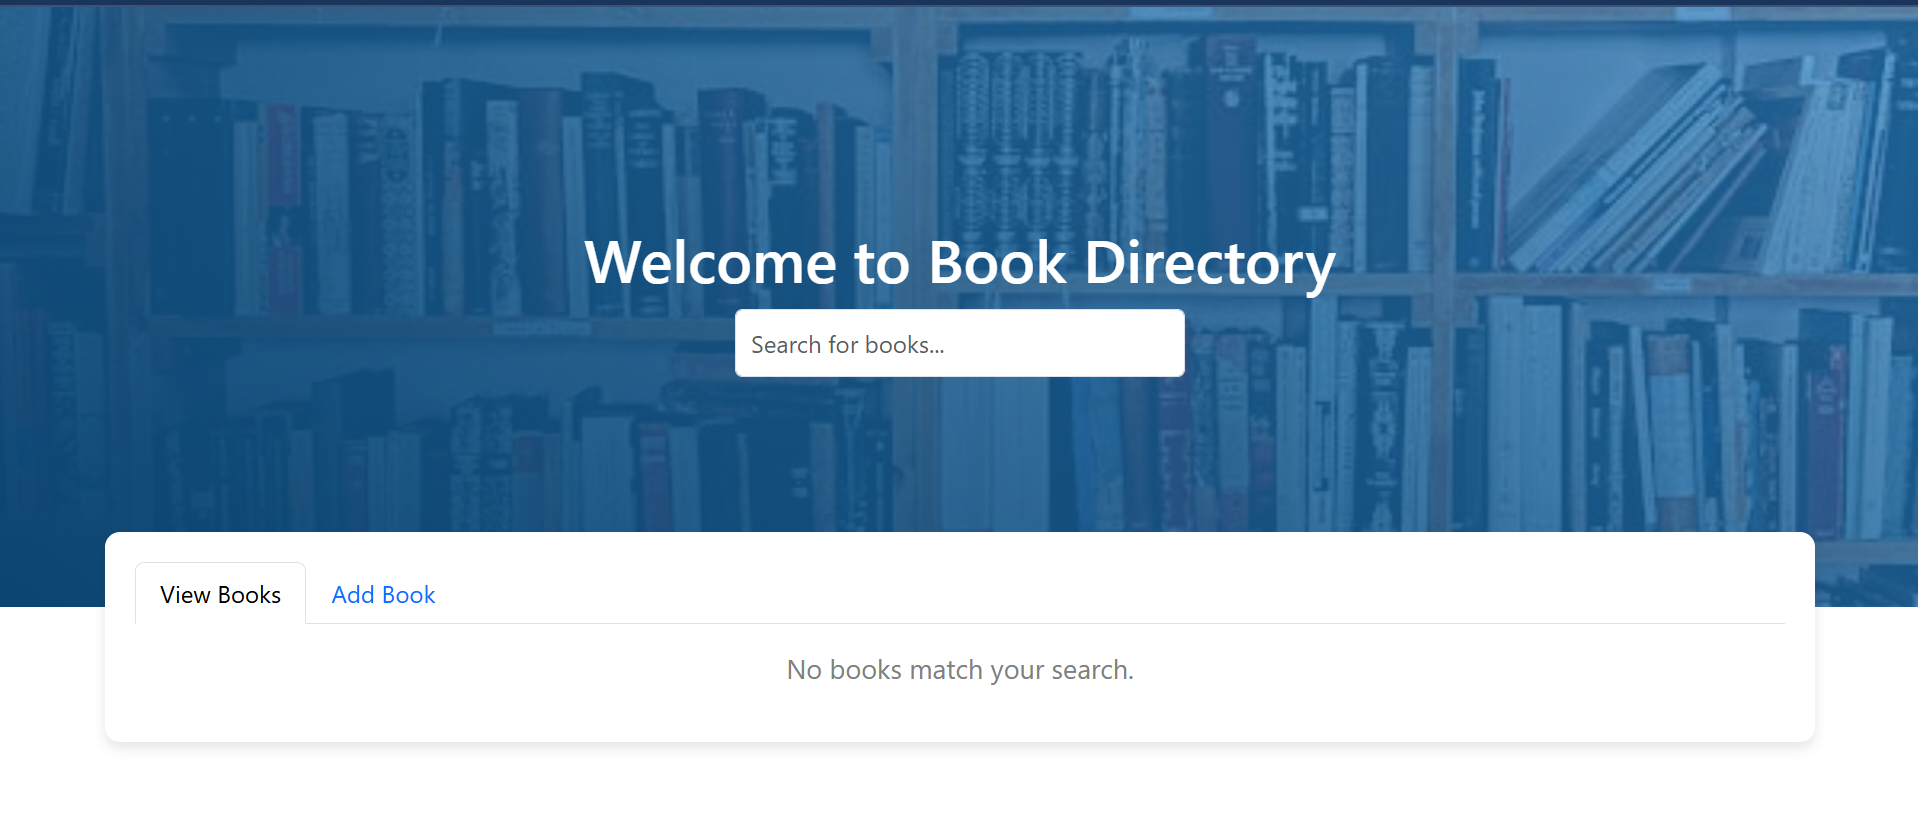 Welcome to Book Directory
Search for books...
View Books
Add Book
No books match your search.